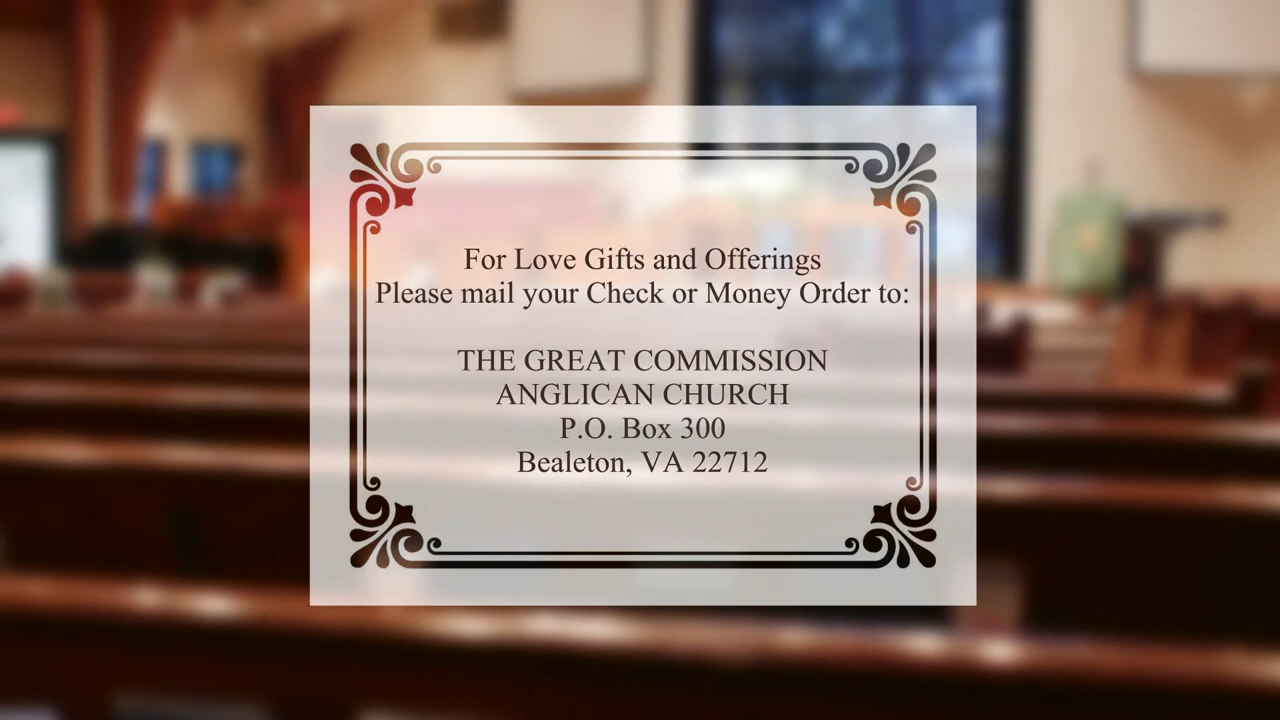 For Love Gifts and Offerings
Please mail your Check or Money Order to:
THE GREAT COMMISSION
ANGLICAN CHURCH
P.O. Box 300
Bealeton, VA 22712